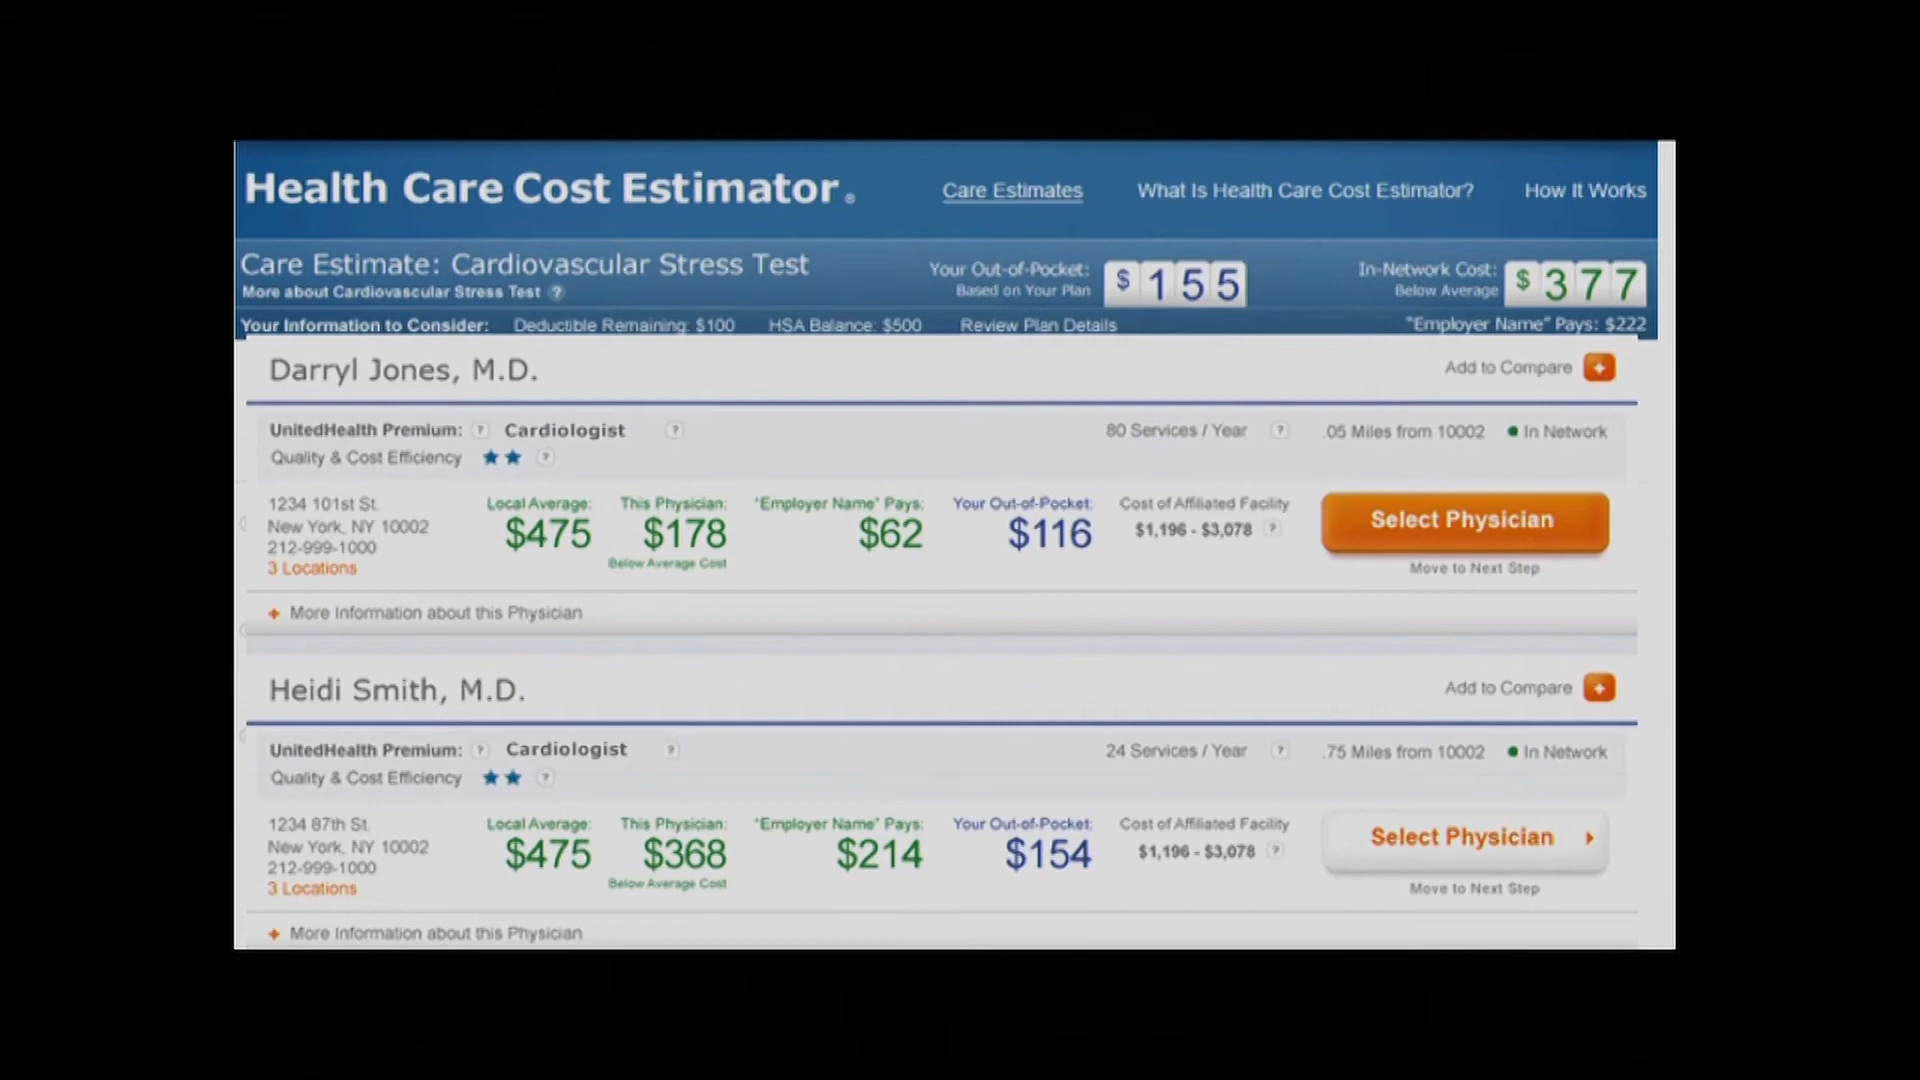 Health Care Cost Estimator®
Care Estimates
What Is Health Care Cost Estimator?
How It Works
Care Estimate: Cardiovascular Stress Test
More about Cardiovascular Stress Test ?
Your Out-of-Pocket:
Based on Your Plan
$155
In-Network Cost:
Below Average
$377
Your Information to Consider:
Deductible Remaining: $100
HSA Balance: $500
Review Plan Details
"Employer Name" Pays: $222
Darryl Jones, M.D.
Add to Compare +
UnitedHealth Premium: ? Cardiologist ?
80 Services / Year ?
.05 Miles from 10002
In Network
Quality & Cost Efficiency ★★ ?
1234 101st St.
New York, NY 10002
212-999-1000
3 Locations
Local Average:
$475
This Physician:
$178
Below Average Cost
"Employer Name" Pays:
$62
Your Out-of-Pocket:
$116
Cost of Affiliated Facility
$1,196 - $3,078 ?
Select Physician
Move to Next Step
+ More Information about this Physician
Heidi Smith, M.D.
Add to Compare +
UnitedHealth Premium: ? Cardiologist ?
24 Services / Year ?
.75 Miles from 10002
In Network
Quality & Cost Efficiency ★★ ?
1234 87th St.
New York, NY 10002
212-999-1000
3 Locations
Local Average:
$475
This Physician:
$368
Below Average Cost
"Employer Name" Pays:
$214
Your Out-of-Pocket:
$154
Cost of Affiliated Facility
$1,196 - $3,078 ?
Select Physician
Move to Next Step
+ More Information about this Physician